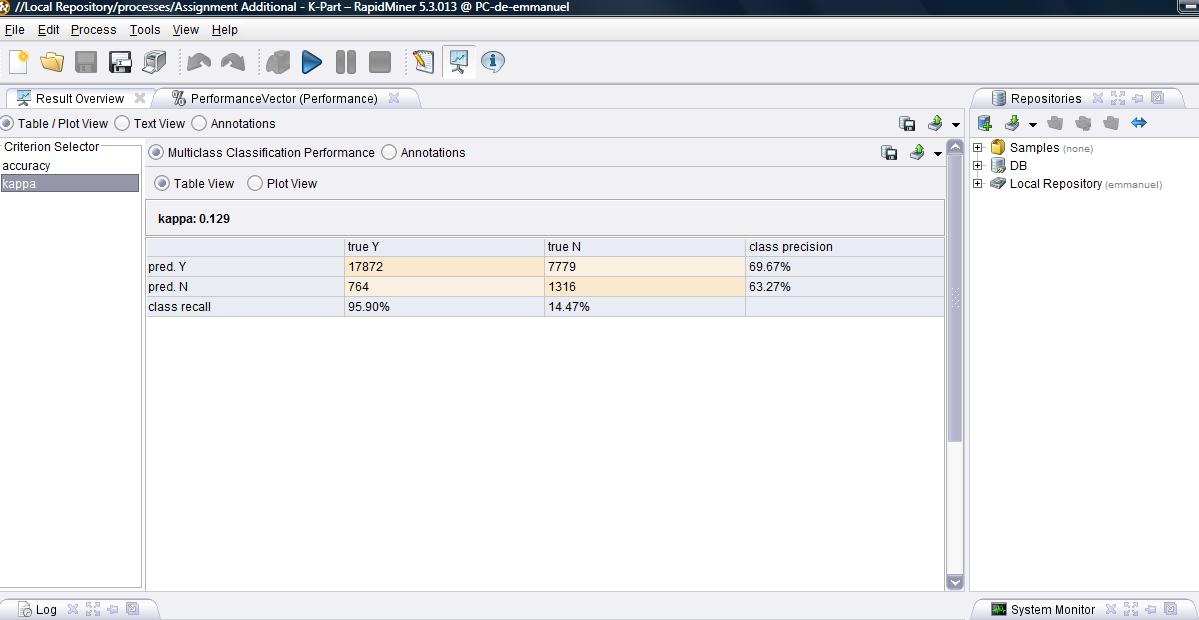 //Local Repository/processes/Assignment Additional - K-Part – RapidMiner 5.3.013 @ PC-de-emmanuel
File Edit Process Tools View Help
Result Overview PerformanceVector (Performance) Repositories
Table / Plot View Text View Annotations
Criterion Selector
accuracy
kappa
Multiclass Classification Performance Annotations
Table View Plot View
kappa: 0.129
true Y true N class precision
pred. Y 17872 7779 69.67%
pred. N 764 1316 63.27%
class recall 95.90% 14.47%
Samples (none)
DB
Local Repository (emmanuel)
Log System Monitor